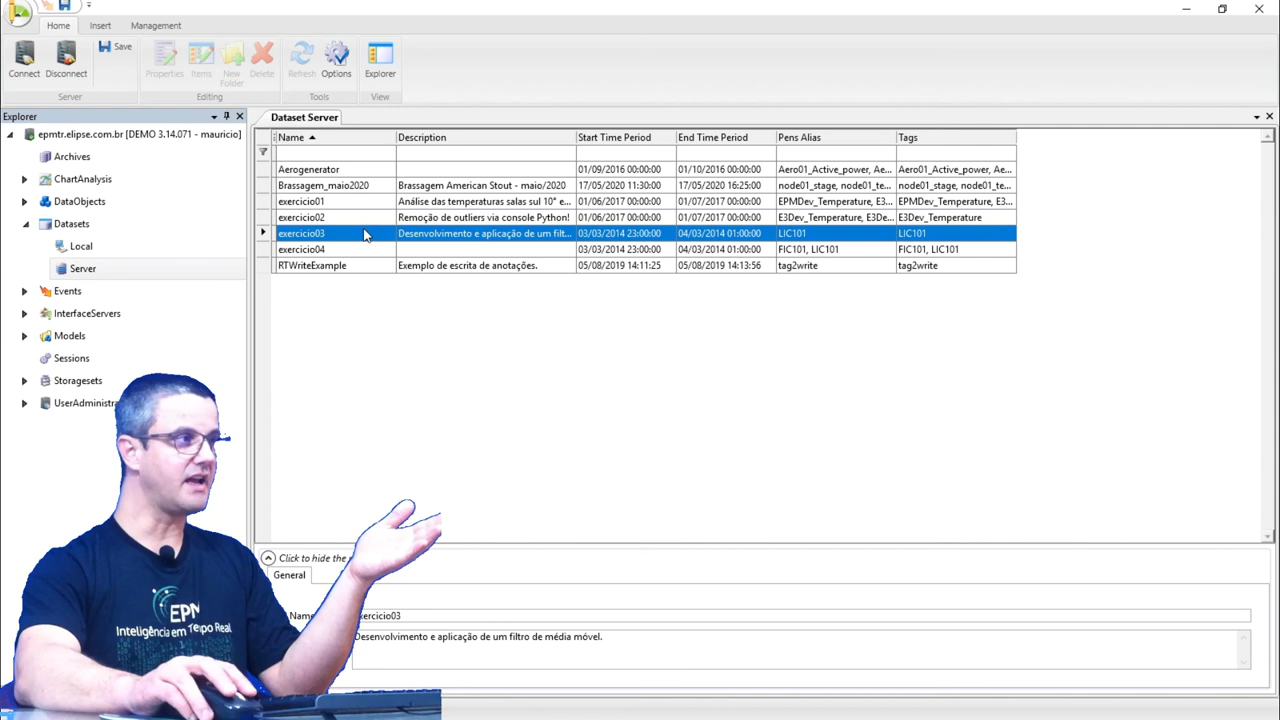 Home Insert Management
Connect Disconnect Save Properties Items New Folder Delete Refresh Options Explorer
Server Editing Tools View
Explorer
Dataset Server
epmtr.elipse.com.br [DEMO 3.14.071 - mauricio]
Archives
ChartAnalysis
DataObjects
Datasets
Local
Server
Events
InterfaceServers
Models
Sessions
Storagesets
UserAdministra
Name Description Start Time Period End Time Period Pens Alias Tags
Aerogenerator 01/09/2016 00:00:00 01/10/2016 00:00:00 Aero01_Active_power, Ae... Aero01_Active_power, Ae...
Brassagem_maio2020 Brassagem American Stout - maio/2020 17/05/2020 11:30:00 17/05/2020 16:25:00 node01_stage, node01_te... node01_stage, node01_te...
exercicio01 Análise das temperaturas salas sul 10° e... 01/06/2017 00:00:00 01/07/2017 00:00:00 EPMDev_Temperature, E3... EPMDev_Temperature, E3...
exercicio02 Remoção de outliers via console Python! 01/06/2017 00:00:00 01/07/2017 00:00:00 E3Dev_Temperature, E3De... E3Dev_Temperature
exercicio03 Desenvolvimento e aplicação de um filt... 03/03/2014 23:00:00 04/03/2014 01:00:00 LIC101 LIC101
exercicio04 03/03/2014 23:00:00 04/03/2014 01:00:00 FIC101, LIC101 FIC101, LIC101
RTWriteExample Exemplo de escrita de anotações. 05/08/2019 14:11:25 05/08/2019 14:13:56 tag2write tag2write
Click to hide the
General
Name exercicio03
Desenvolvimento e aplicação de um filtro de média móvel.
EPM
Inteligência em Tempo Real